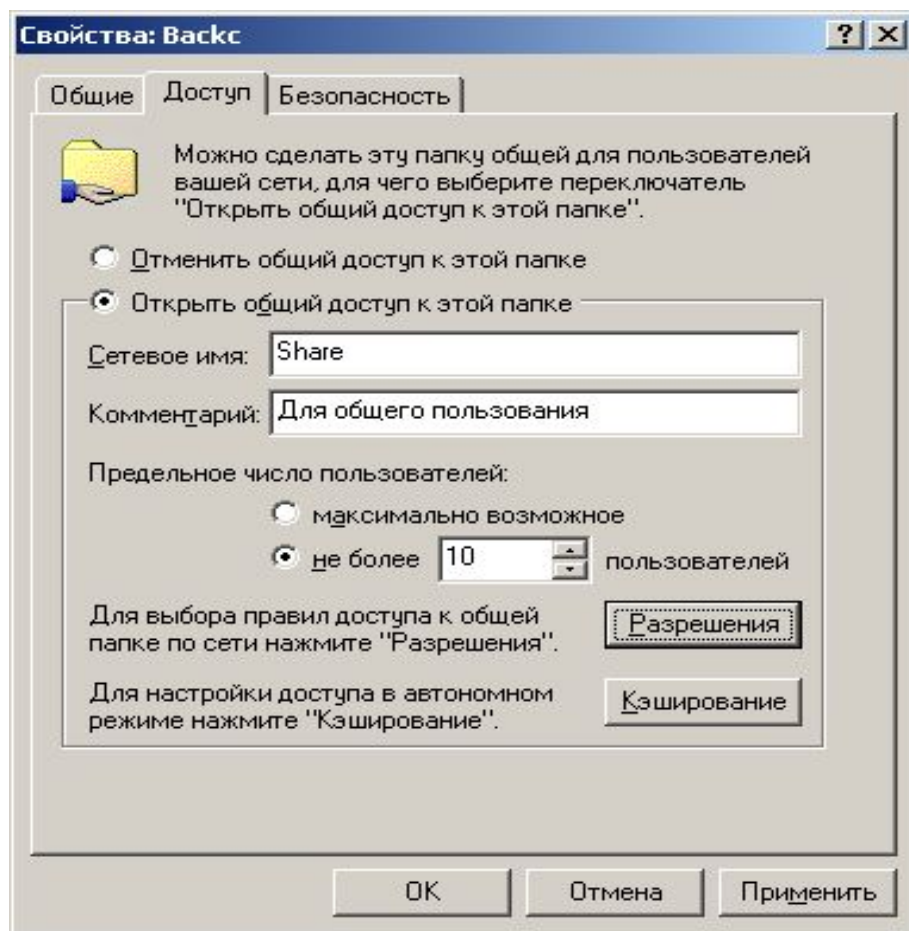 Свойства: Backc
Общие
Доступ
Безопасность
Можно сделать эту папку общей для пользователей
вашей сети, для чего выберите переключатель
"Открыть общий доступ к этой папке".
Отменить общий доступ к этой папке
Открыть общий доступ к этой папке
Сетевое имя: Share
Комментарий: Для общего пользования
Предельное число пользователей:
максимально возможное
не более 10 пользователей
Для выбора правил доступа к общей
папке по сети нажмите "Разрешения".
Разрешения
Для настройки доступа в автономном
режиме нажмите "Кэширование".
Кэширование
OK
Отмена
Применить